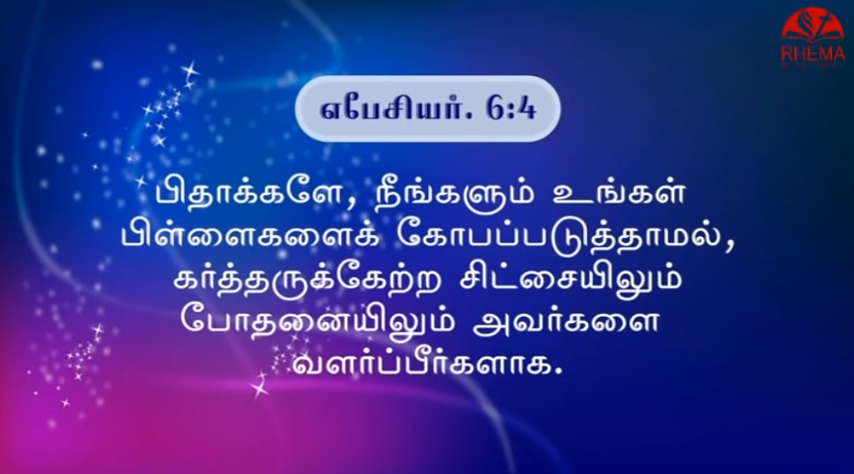 RHEMA
எபேசியர். 6:4
பிதாக்களே, நீங்களும் உங்கள்
பிள்ளைகளைக் கோபப்படுத்தாமல்,
கர்த்தருக்கேற்ற சிட்சையிலும்
போதனையிலும் அவர்களை
வளர்ப்பீர்களாக.